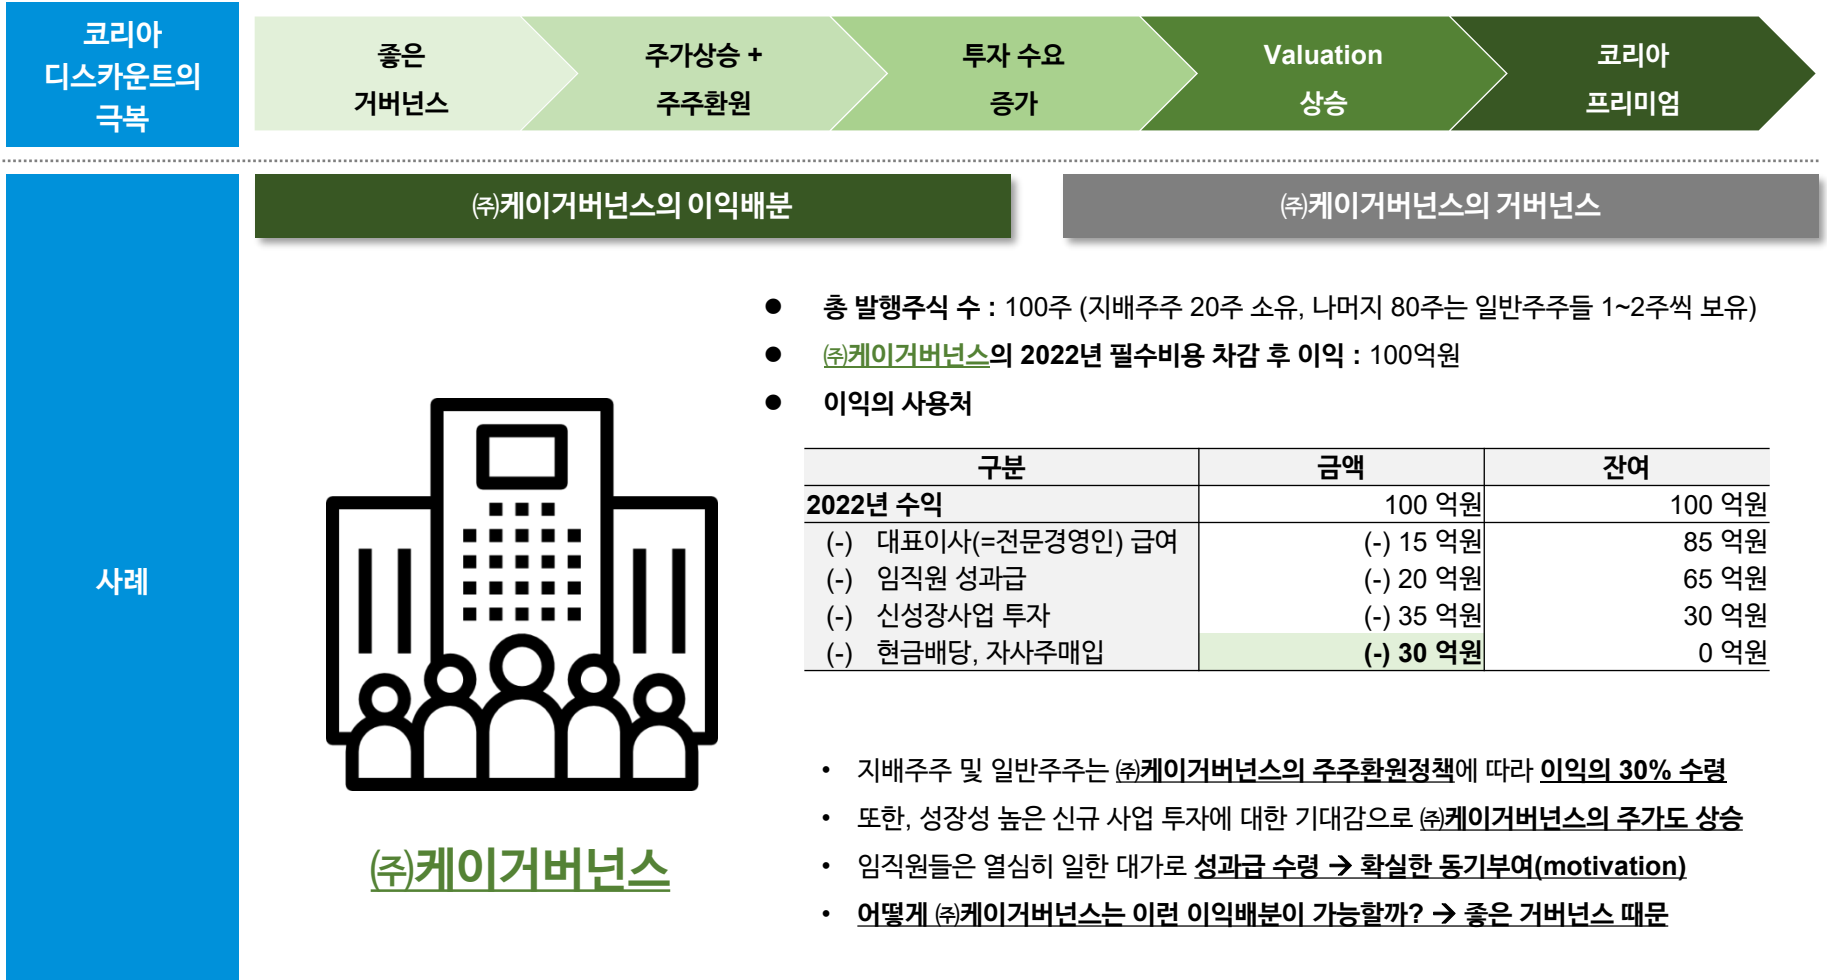 코리아
디스카운트의
극복
좋은
거버넌스
주가상승 +
주주환원
투자 수요
증가
Valuation
상승
코리아
프리미엄
사례
㈜케이거버넌스의 이익배분
㈜케이거버넌스의 거버넌스
● 총 발행주식 수 : 100주 (지배주주 20주 소유, 나머지 80주는 일반주주들 1~2주씩 보유)
● ㈜케이거버넌스의 2022년 필수비용 차감 후 이익 : 100억원
● 이익의 사용처
구분 금액 잔여
2022년 수익 100 억원 100 억원
(-) 대표이사(=전문경영인) 급여 (-) 15 억원 85 억원
(-) 임직원 성과급 (-) 20 억원 65 억원
(-) 신성장사업 투자 (-) 35 억원 30 억원
(-) 현금배당, 자사주매입 (-) 30 억원 0 억원
㈜케이거버넌스
• 지배주주 및 일반주주는 ㈜케이거버넌스의 주주환원정책에 따라 이익의 30% 수령
• 또한, 성장성 높은 신규 사업 투자에 대한 기대감으로 ㈜케이거버넌스의 주가도 상승
• 임직원들은 열심히 일한 대가로 성과급 수령 → 확실한 동기부여(motivation)
• 어떻게 ㈜케이거버넌스는 이런 이익배분이 가능할까? → 좋은 거버넌스 때문